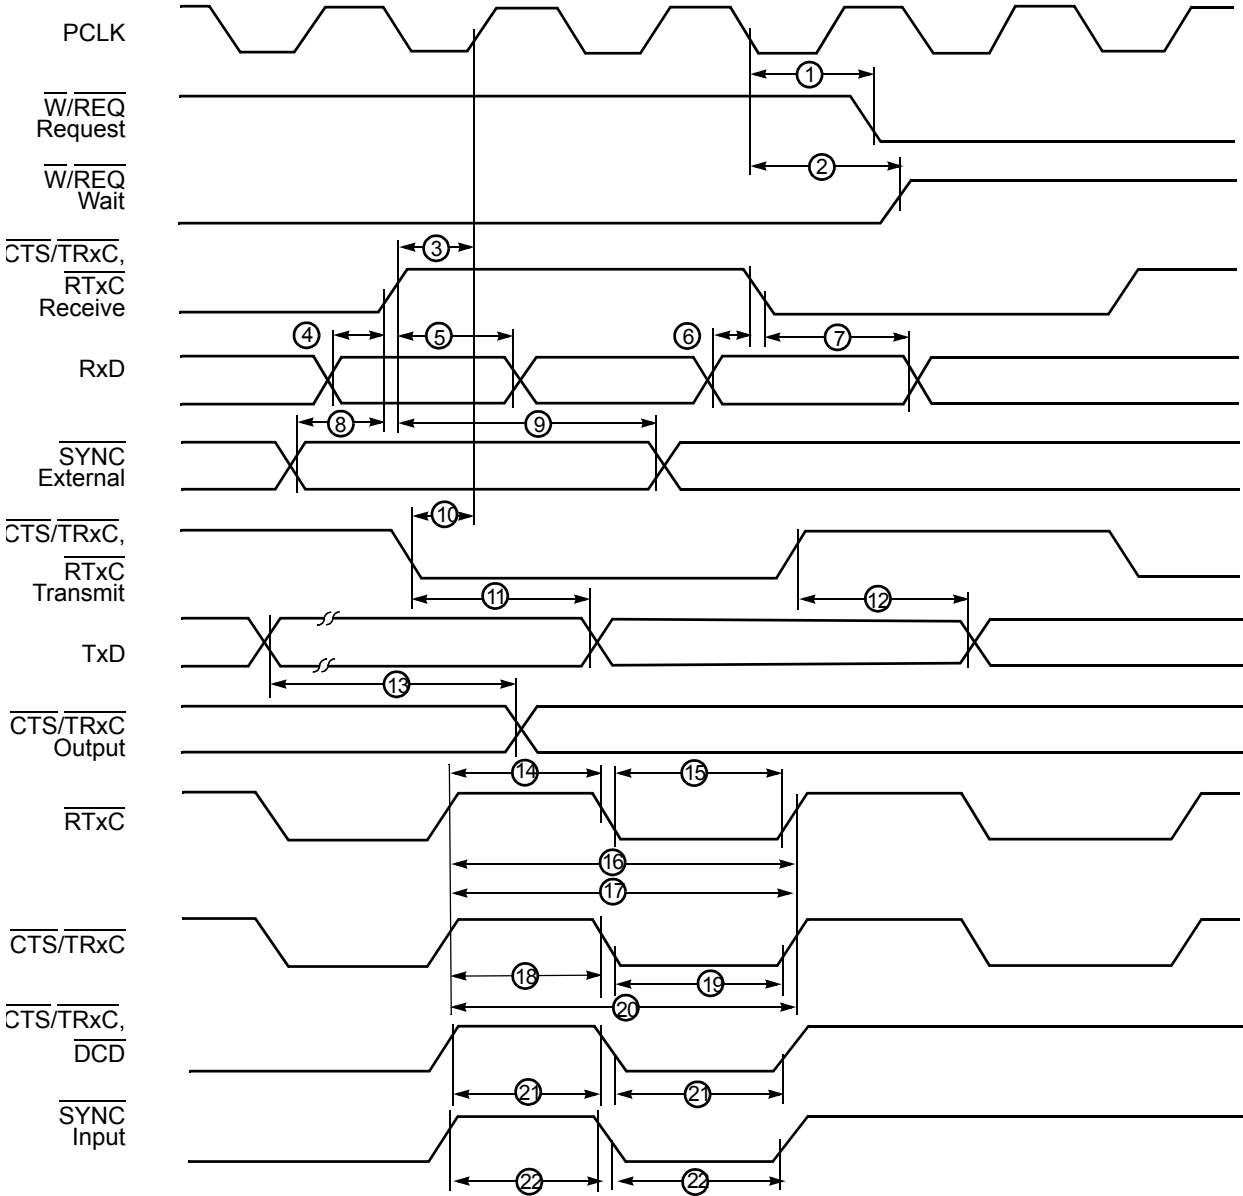 PCLK
1
W/REQ
Request
2
W/REQ
Wait
3
CTS/TRxC,
RTxC
Receive
4
5
6
7
RxD
8
9
SYNC
External
10
CTS/TRxC,
RTxC
Transmit
11
12
TxD
13
CTS/TRxC
Output
14
15
RTxC
16
17
CTS/TRxC
18
19
20
CTS/TRxC,
DCD
21
21
SYNC
Input
22
22